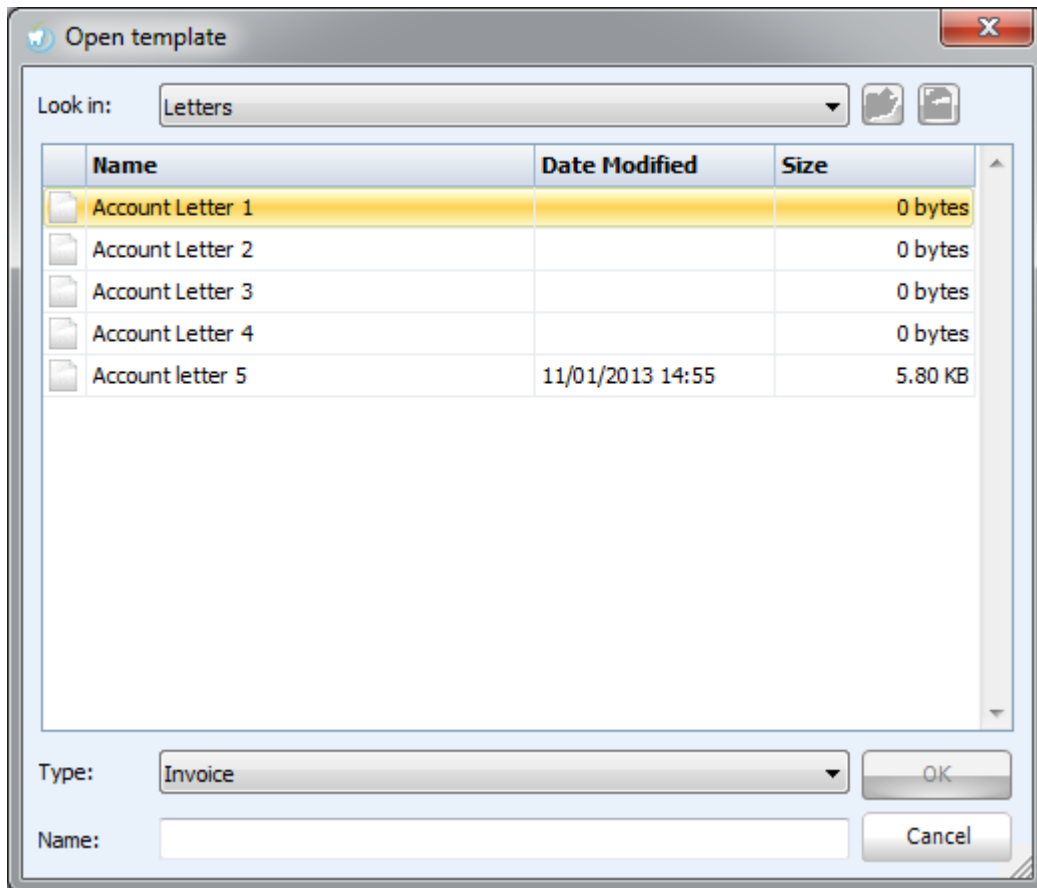 Open template
Look in: Letters
Name Date Modified Size
Account Letter 1 0 bytes
Account Letter 2 0 bytes
Account Letter 3 0 bytes
Account Letter 4 0 bytes
Account letter 5 11/01/2013 14:55 5.80 KB
Type: Invoice OK
Name: Cancel